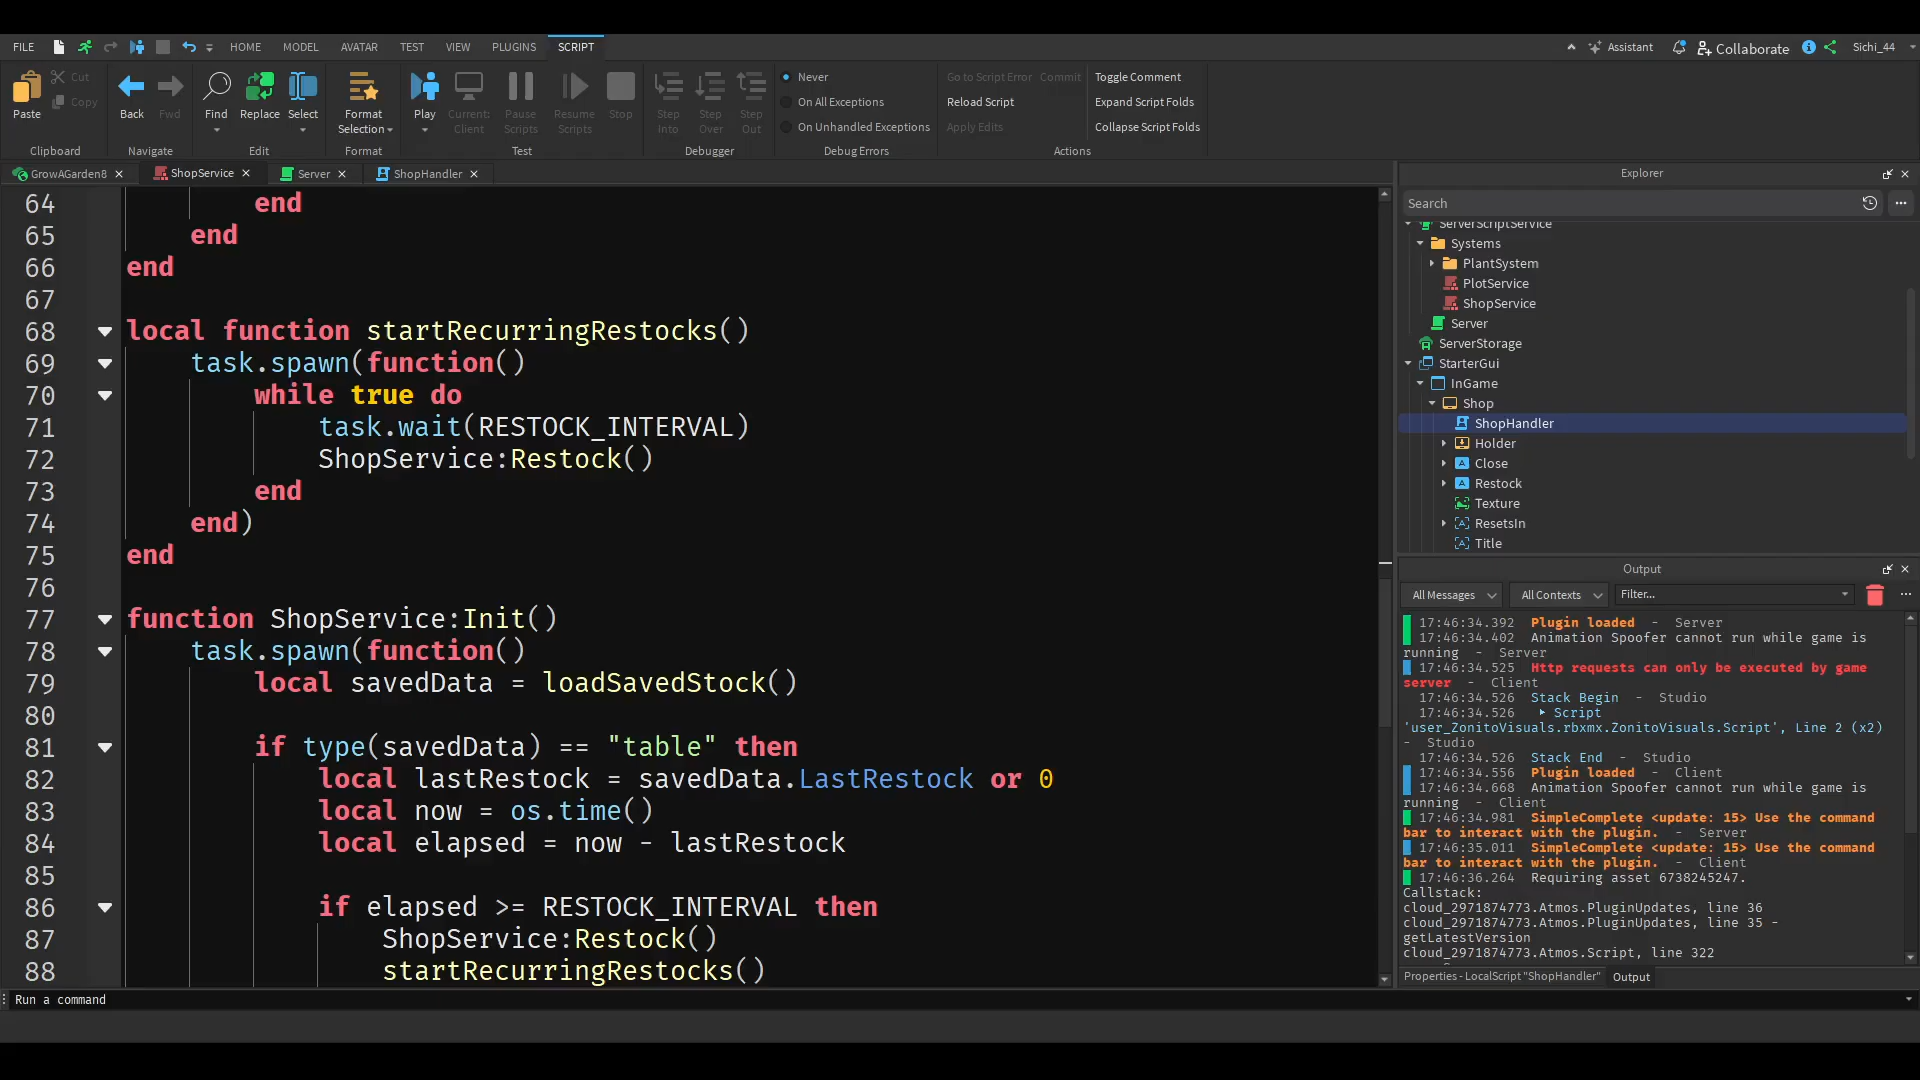 FILE HOME MODEL AVATAR TEST VIEW PLUGINS SCRIPT Assistant Collaborate Sichi_44
Paste Cut Copy Back Fwd Find Replace Select Format Selection Play Current: Client Pause Scripts Resume Scripts Stop Step Into Step Over Step Out
Never Go to Script Error Commit Toggle Comment
On All Exceptions Reload Script Expand Script Folds
On Unhandled Exceptions Apply Edits Collapse Script Folds
Clipboard Navigate Edit Format Test Debugger Debug Errors Actions
GrowAGarden8 ShopService Server ShopHandler
64 end
65 end
66 end
67
68 local function startRecurringRestocks()
69 task.spawn(function()
70 while true do
71 task.wait(RESTOCK_INTERVAL)
72 ShopService:Restock()
73 end
74 end)
75 end
76
77 function ShopService:Init()
78 task.spawn(function()
79 local savedData = loadSavedStock()
80
81 if type(savedData) == "table" then
82 local lastRestock = savedData.LastRestock or 0
83 local now = os.time()
84 local elapsed = now - lastRestock
85
86 if elapsed >= RESTOCK_INTERVAL then
87 ShopService:Restock()
88 startRecurringRestocks()
Explorer
Search
ServerScriptService
Systems
PlantSystem
PlotService
ShopService
Server
ServerStorage
StarterGui
InGame
Shop
ShopHandler
Holder
Close
Restock
Texture
ResetsIn
Title
Output
All Messages All Contexts Filter...
17:46:34.392 Plugin loaded - Server
17:46:34.402 Animation Spoofer cannot run while game is
running - Server
17:46:34.525 Http requests can only be executed by game
server - Client
17:46:34.526 Stack Begin - Studio
17:46:34.526 Script
'user_ZonitoVisuals.rbxmx.ZonitoVisuals.Script', Line 2 (x2)
- Studio
17:46:34.526 Stack End - Studio
17:46:34.556 Plugin loaded - Client
17:46:34.668 Animation Spoofer cannot run while game is
running - Client
17:46:34.981 SimpleComplete <update: 15> Use the command
bar to interact with the plugin. - Server
17:46:35.011 SimpleComplete <update: 15> Use the command
bar to interact with the plugin. - Client
17:46:36.264 Requiring asset 6738245247.
Callstack:
cloud_2971874773.Atmos.PluginUpdates, line 36
cloud_2971874773.Atmos.PluginUpdates, line 35 -
getLatestVersion
cloud_2971874773.Atmos.Script, line 322
Properties - LocalScript "ShopHandler" Output
Run a command